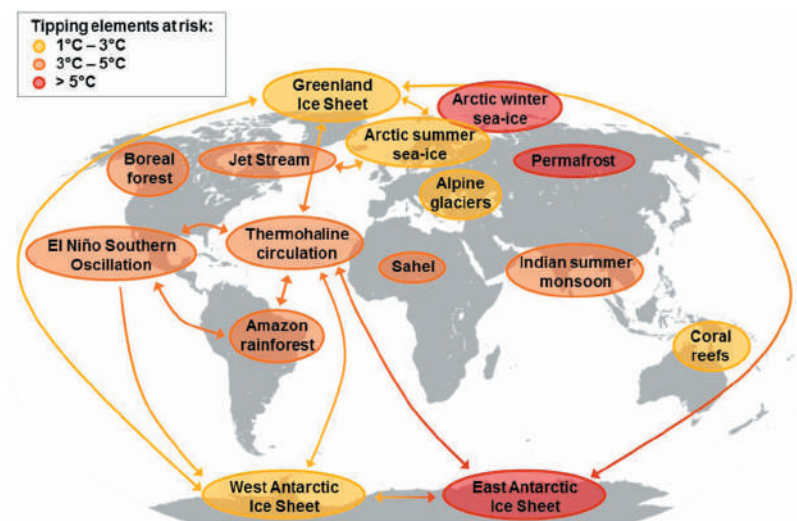 Tipping elements at risk:
1°C – 3°C
3°C – 5°C
> 5°C
Greenland
Ice Sheet
Arctic winter
sea-ice
Arctic summer
sea-ice
Boreal
forest
Jet Stream
Permafrost
Alpine
glaciers
El Niño Southern
Oscillation
Thermohaline
circulation
Sahel
Indian summer
monsoon
Amazon
rainforest
Coral
reefs
West Antarctic
Ice Sheet
East Antarctic
Ice Sheet